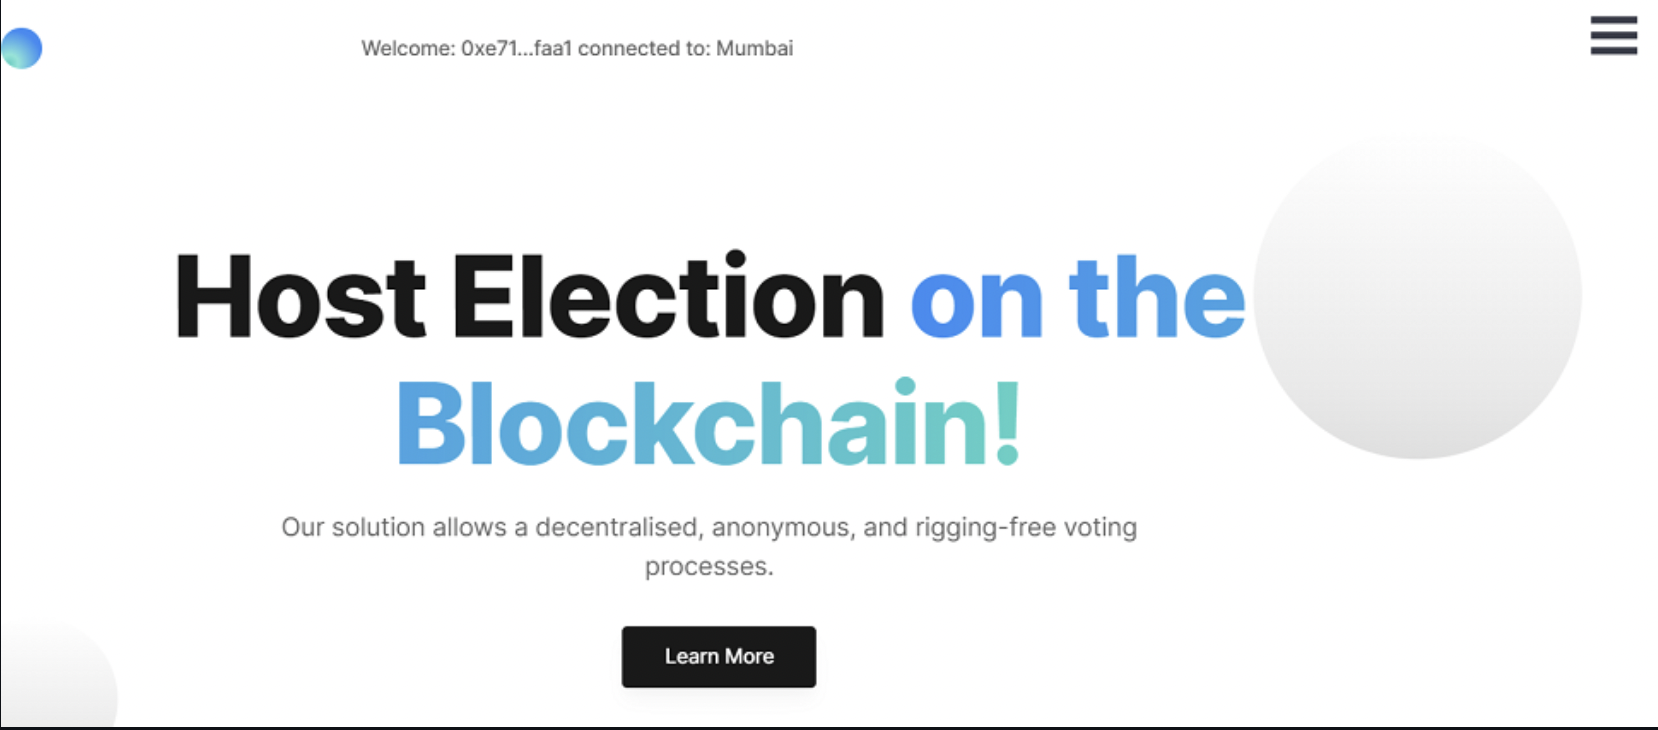 Welcome: 0xe71...faa1 connected to: Mumbai
Host Election on the
Blockchain!
Our solution allows a decentralised, anonymous, and rigging-free voting
processes.
Learn More